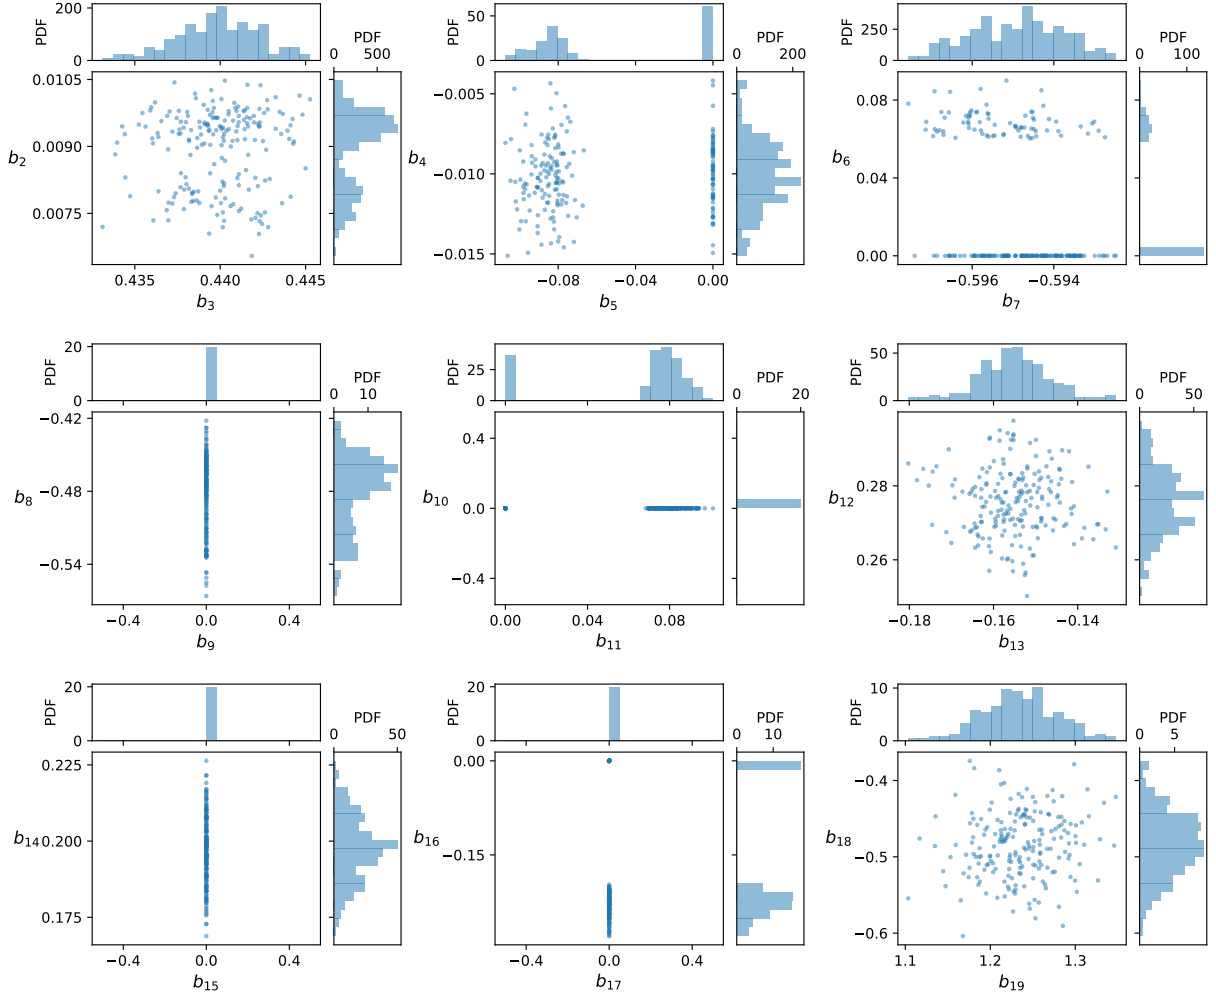 200
0
PDF
PDF
0 500
0.0105
0.0090
0.0075
b2
0.435 0.440 0.445
b3
50
0
PDF
PDF
0 200
−0.005
−0.010
−0.015
b4
−0.08 −0.04 0.00
b5
250
0
PDF
PDF
0 100
0.08
0.04
0.00
b6
−0.596 −0.594
b7
20
0
PDF
PDF
0 10
−0.42
−0.48
−0.54
b8
−0.4 0.0 0.4
b9
25
0
PDF
PDF
0 20
0.4
0.0
−0.4
b10
0.00 0.04 0.08
b11
50
0
PDF
PDF
0 50
0.28
0.26
b12
−0.18 −0.16 −0.14
b13
20
0
PDF
PDF
0 50
0.225
0.200
0.175
b14
−0.4 0.0 0.4
b15
20
0
PDF
PDF
0 10
0.00
−0.15
b16
−0.4 0.0 0.4
b17
10
0
PDF
PDF
0 5
−0.4
−0.5
−0.6
b18
1.1 1.2 1.3
b19